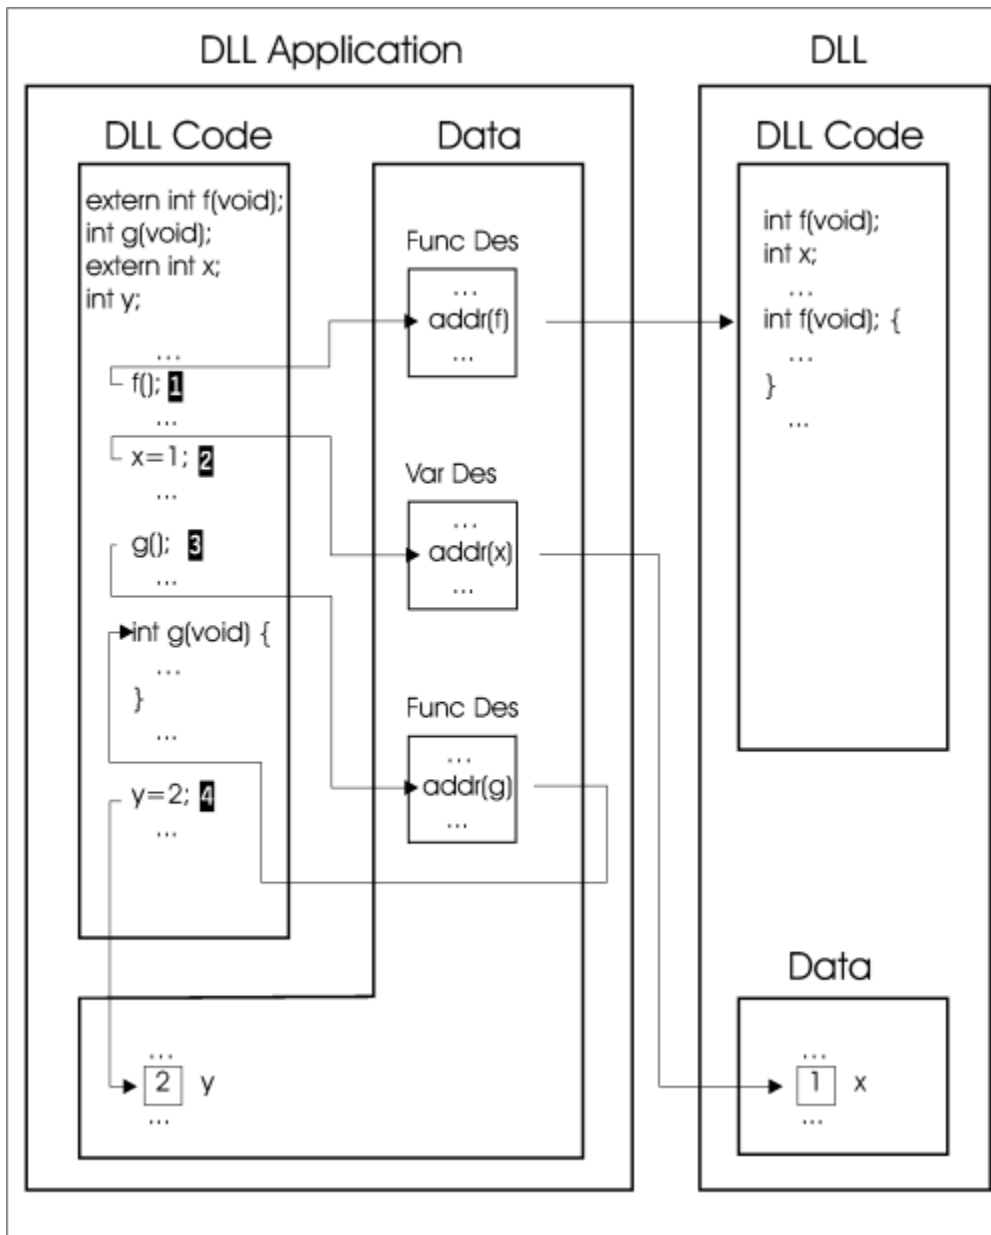 DLL Application
DLL Code
extern int f(void);
int g(void);
extern int x;
int y;
...
f(); 1
...
x=1; 2
...
g(); 3
...
int g(void) {
...
}
...
y=2; 4
...
Data
Func Des
...
addr(f)
...
Var Des
...
addr(x)
...
Func Des
...
addr(g)
...
...
2 y
...
DLL
DLL Code
int f(void);
int x;
...
int f(void); {
...
}
...
Data
...
1 x
...